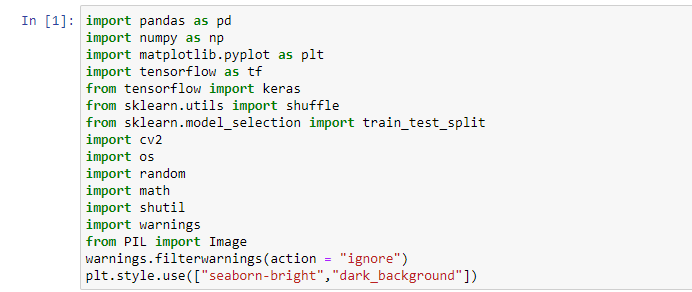 In [1]: import pandas as pd
import numpy as np
import matplotlib.pyplot as plt
import tensorflow as tf
from tensorflow import keras
from sklearn.utils import shuffle
from sklearn.model_selection import train_test_split
import cv2
import os
import random
import math
import shutil
import warnings
from PIL import Image
warnings.filterwarnings(action = "ignore")
plt.style.use(["seaborn-bright","dark_background"])